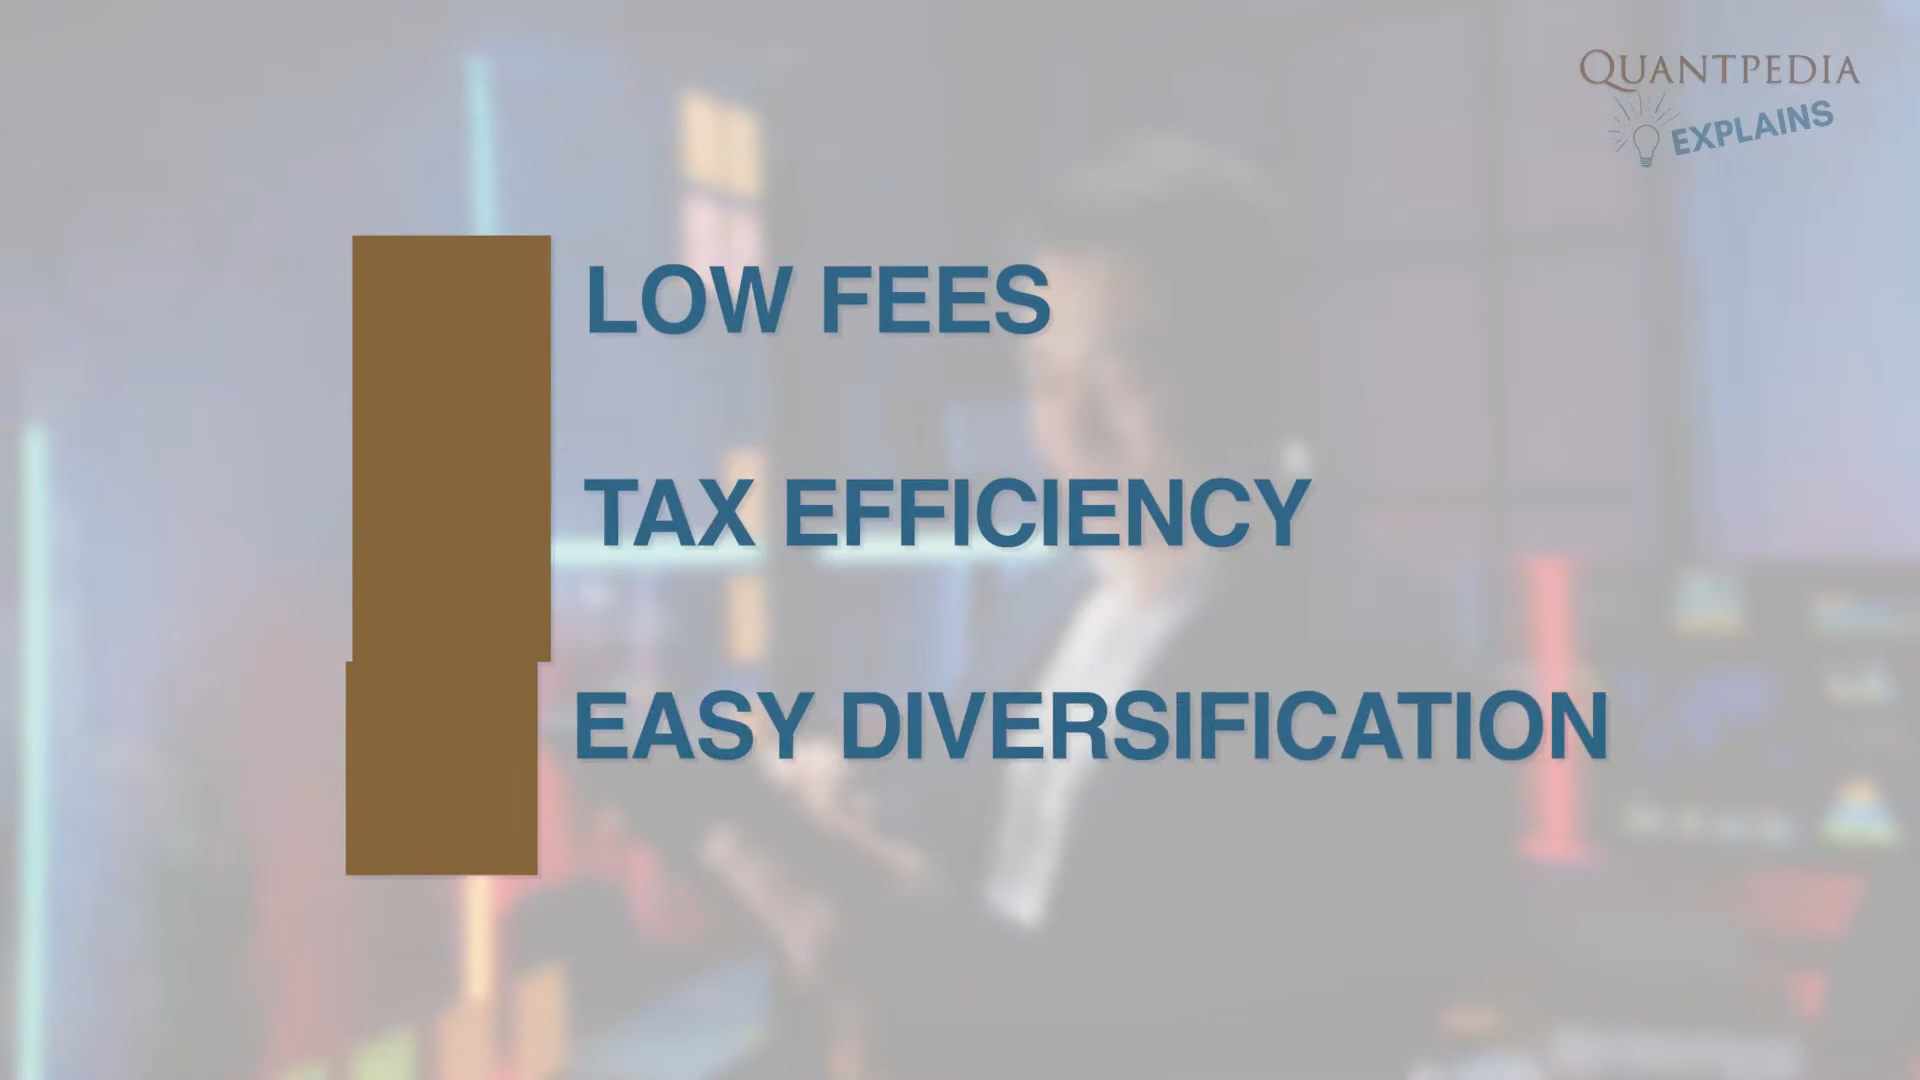 QUANTPEDIA
EXPLAINS
LOW FEES
TAX EFFICIENCY
EASY DIVERSIFICATION